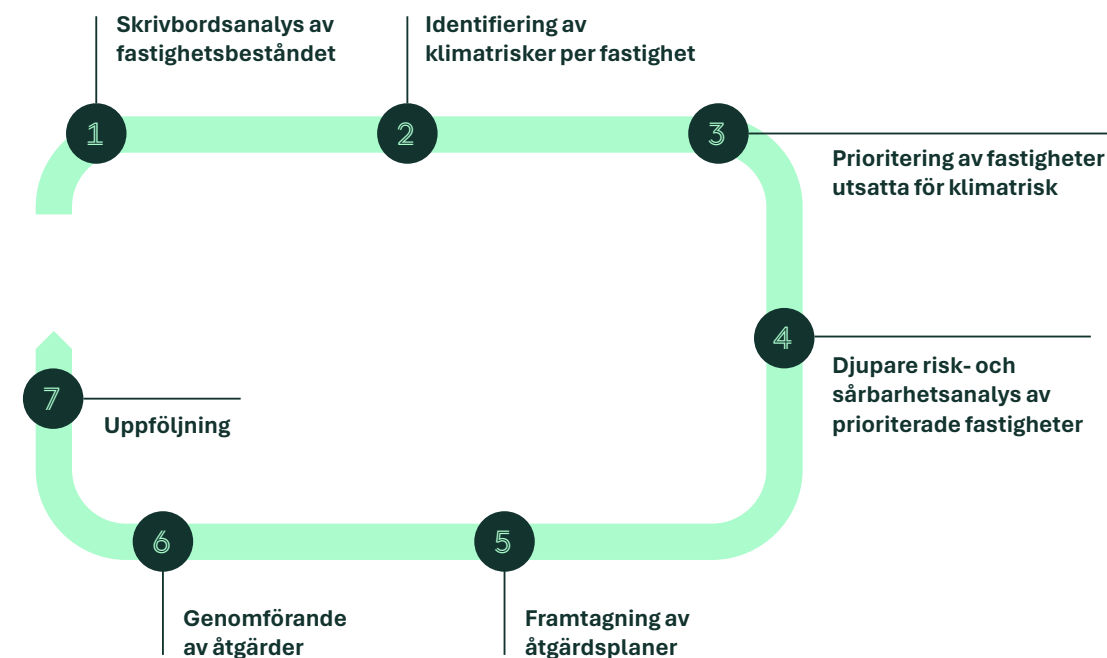 1
Skrivbordsanalys av
fastighetsbeståndet
2
Identifiering av
klimatrisker per fastighet
3
Prioritering av fastigheter
utsatta för klimatrisk
4
Djupare risk- och
sårbarhetsanalys av
prioriterade fastigheter
5
Framtagning av
åtgärdsplaner
6
Genomförande
av åtgärder
7
Uppföljning